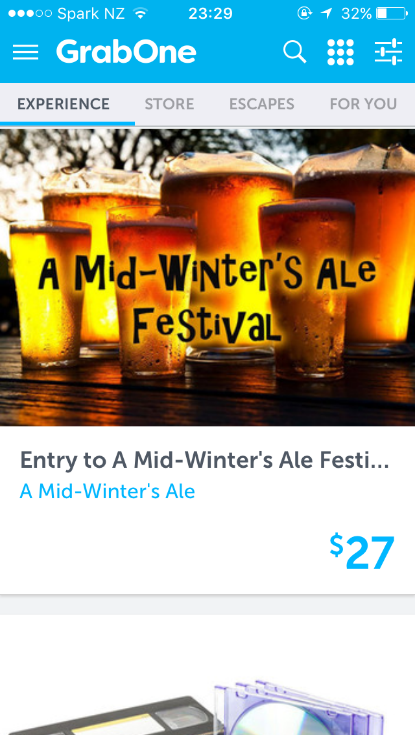 Spark NZ 23:29 32%
GrabOne
EXPERIENCE STORE ESCAPES FOR YOU
A Mid-Winter's Ale
Festival
Entry to A Mid-Winter's Ale Festi...
A Mid-Winter's Ale
$27